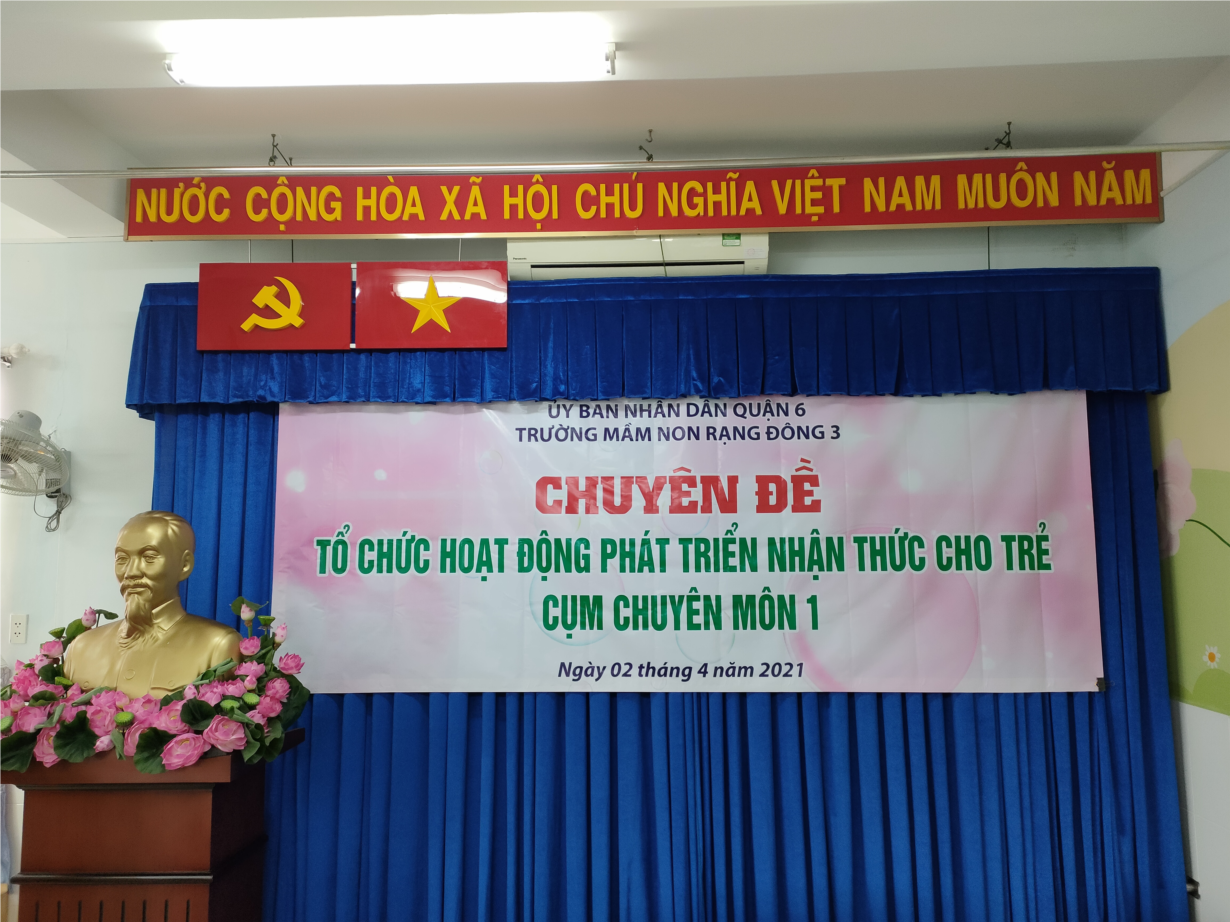 NƯỚC CỘNG HÒA XÃ HỘI CHỦ NGHĨA VIỆT NAM MUÔN NĂM
Panasonic
ỦY BAN NHÂN DÂN QUẬN 6
TRƯỜNG MẦM NON RẠNG ĐÔNG 3
CHUYÊN ĐỀ
TỔ CHỨC HOẠT ĐỘNG PHÁT TRIỂN NHẬN THỨC CHO TRẺ
CỤM CHUYÊN MÔN 1
Ngày 02 tháng 4 năm 2021